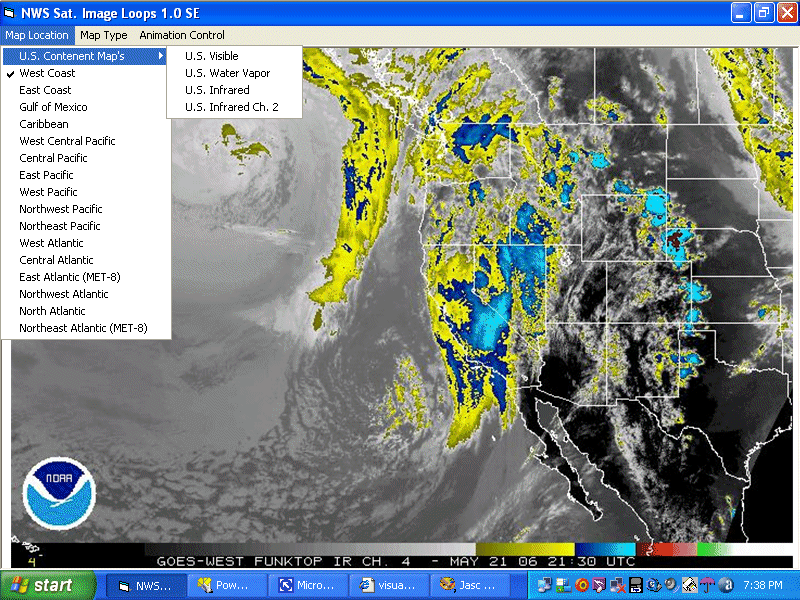 NWS Sat. Image Loops 1.0 SE
Map Location Map Type Animation Control
U.S. Contenent Map's
West Coast
East Coast
Gulf of Mexico
Caribbean
West Central Pacific
Central Pacific
East Pacific
West Pacific
Northwest Pacific
Northeast Pacific
West Atlantic
Central Atlantic
East Atlantic (MET-8)
Northwest Atlantic
North Atlantic
Northeast Atlantic (MET-8)
U.S. Visible
U.S. Water Vapor
U.S. Infrared
U.S. Infrared Ch. 2
NOAA
4 GOES-WEST FUNKTOP IR CH. 4 - MAY 21 06 21:30 UTC
start NWS... Pow... Micro... visua... Jasc ... 7:38 PM